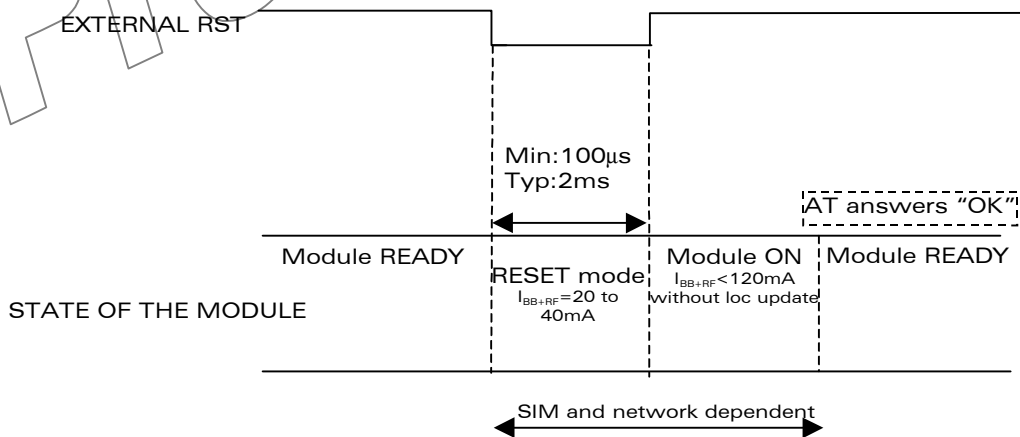 EXTERNAL RST
Min:100µs
Typ:2ms
AT answers “OK”
Module READY
RESET mode
IBB+RF=20 to
40mA
Module ON
IBB+RF<120mA
without loc update
Module READY
STATE OF THE MODULE
SIM and network dependent